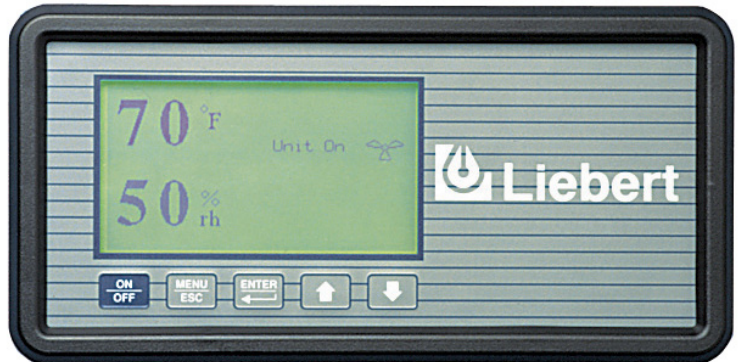 70 °F
Unit On
50 % rh
Liebert
ON
OFF
MENU
ESC
ENTER